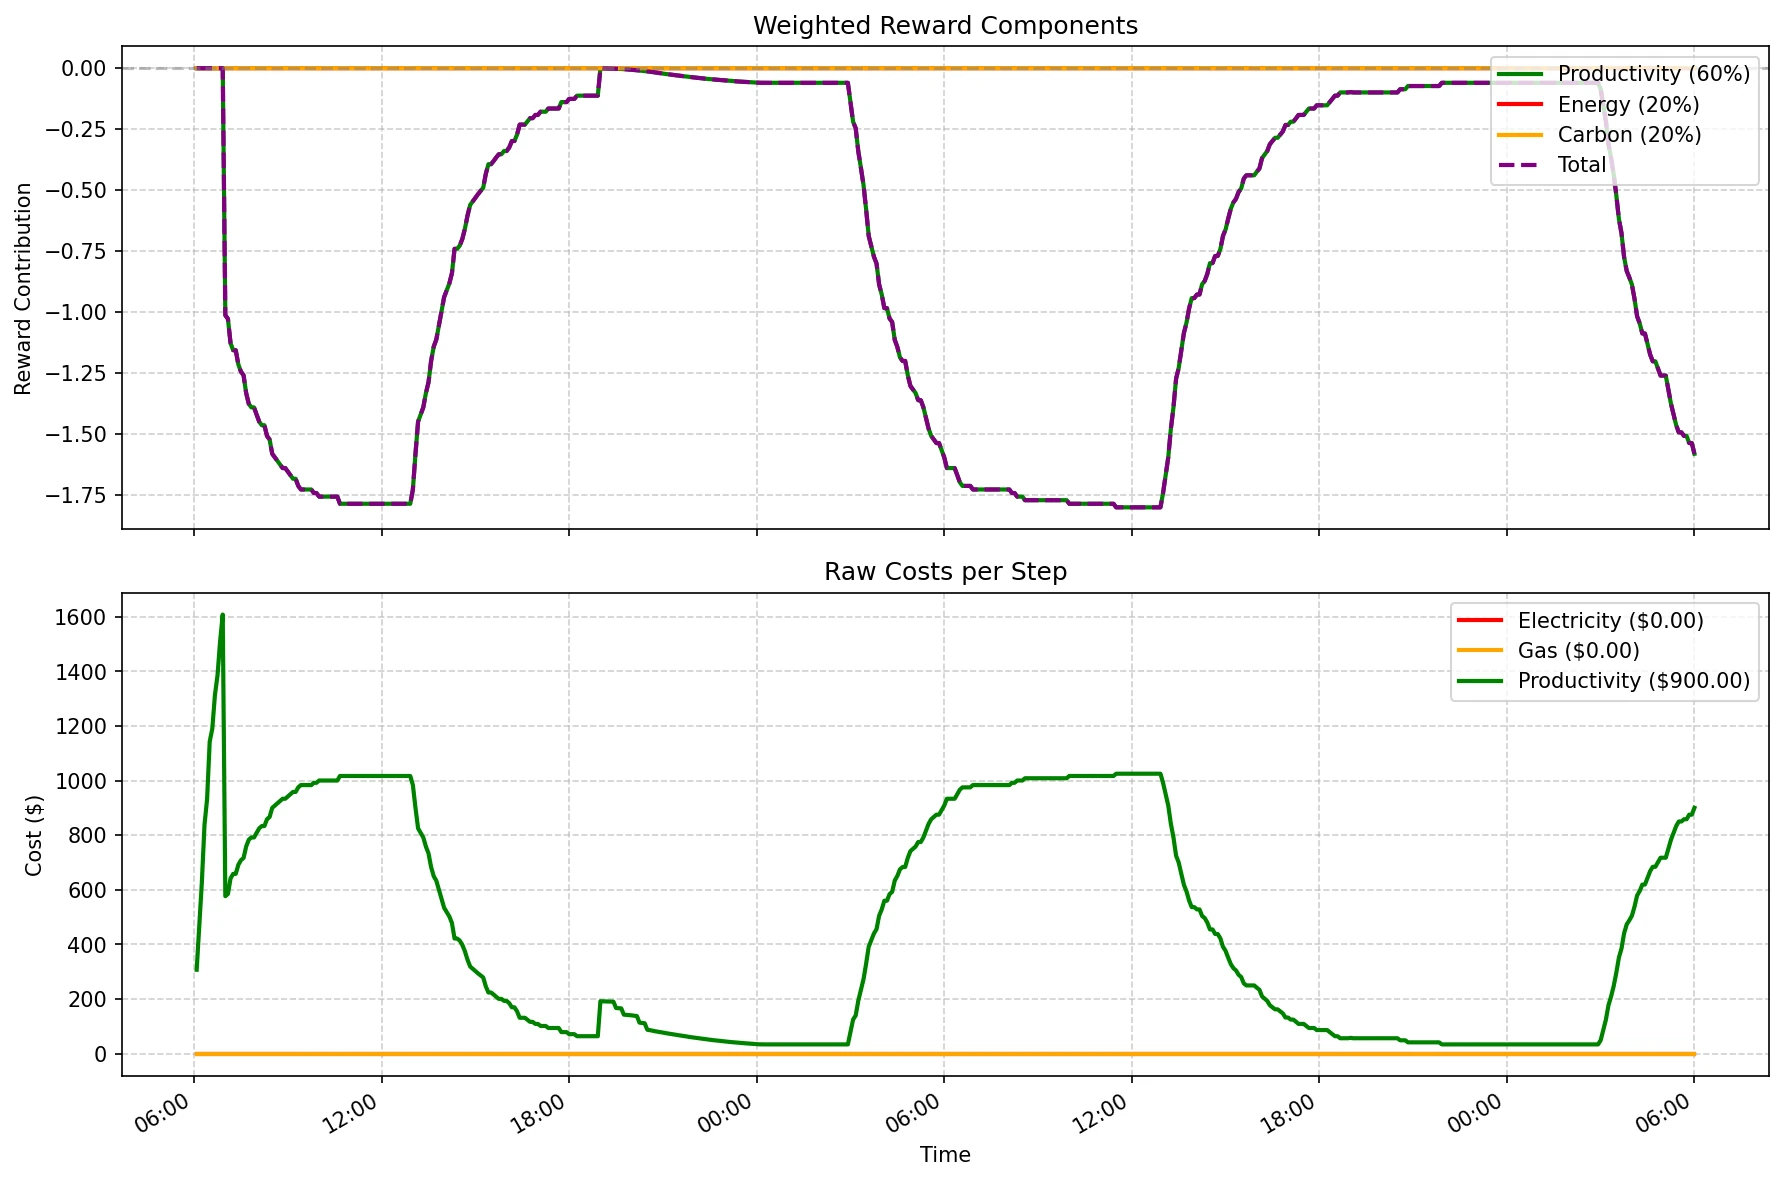 Weighted Reward Components
Reward Contribution
0.00
−0.25
−0.50
−0.75
−1.00
−1.25
−1.50
−1.75
Productivity (60%)
Energy (20%)
Carbon (20%)
Total
Raw Costs per Step
Cost ($)
1600
1400
1200
1000
800
600
400
200
0
Electricity ($0.00)
Gas ($0.00)
Productivity ($900.00)
06:00
12:00
18:00
00:00
06:00
12:00
18:00
00:00
06:00
Time